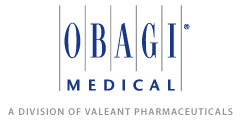 OBAGI®
MEDICAL
A DIVISION OF VALEANT PHARMACEUTICALS